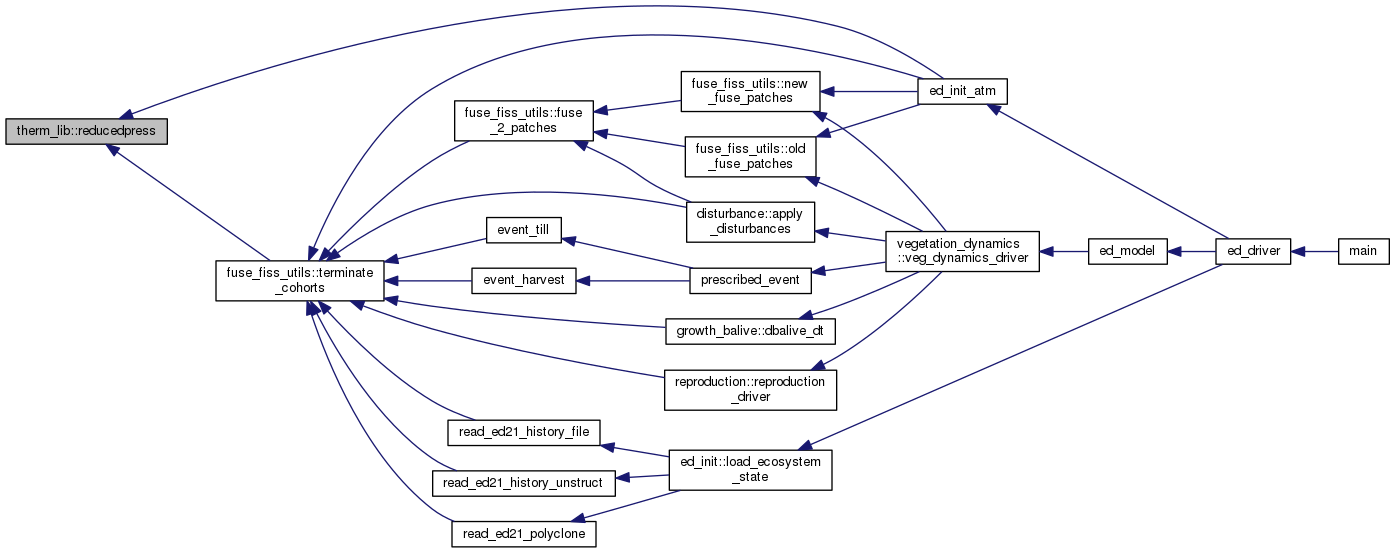 therm_lib::reducedpress
fuse_fiss_utils::terminate
_cohorts
fuse_fiss_utils::fuse
_2_patches
event_till
event_harvest
read_ed21_history_file
read_ed21_history_unstruct
read_ed21_polyclone
fuse_fiss_utils::new
_fuse_patches
fuse_fiss_utils::old
_fuse_patches
disturbance::apply
_disturbances
prescribed_event
growth_balive::dbalive_dt
reproduction::reproduction
_driver
ed_init::load_ecosystem
_state
ed_init_atm
vegetation_dynamics
::veg_dynamics_driver
ed_model
ed_driver
main